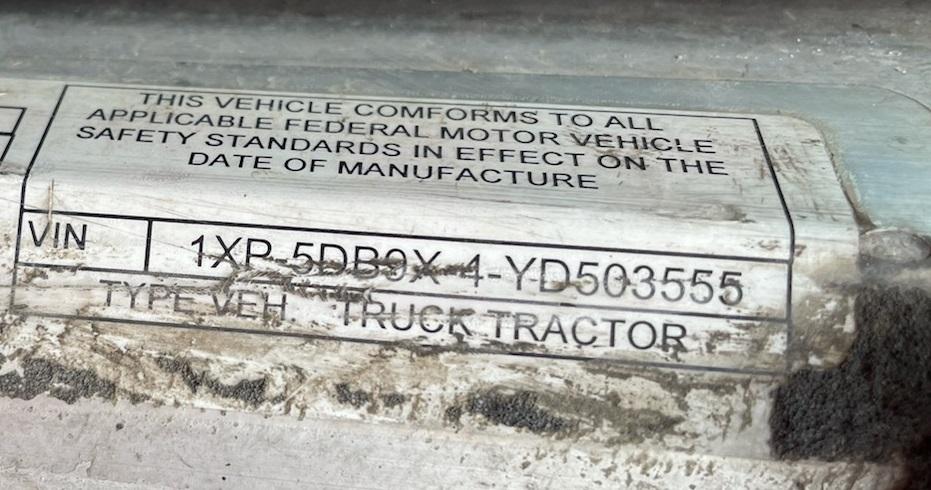 THIS VEHICLE COMFORMS TO ALL
APPLICABLE FEDERAL MOTOR VEHICLE
SAFETY STANDARDS IN EFFECT ON THE
DATE OF MANUFACTURE
VIN 1XP-5DB9X-4-YD503555
TYPE VEH TRUCK TRACTOR